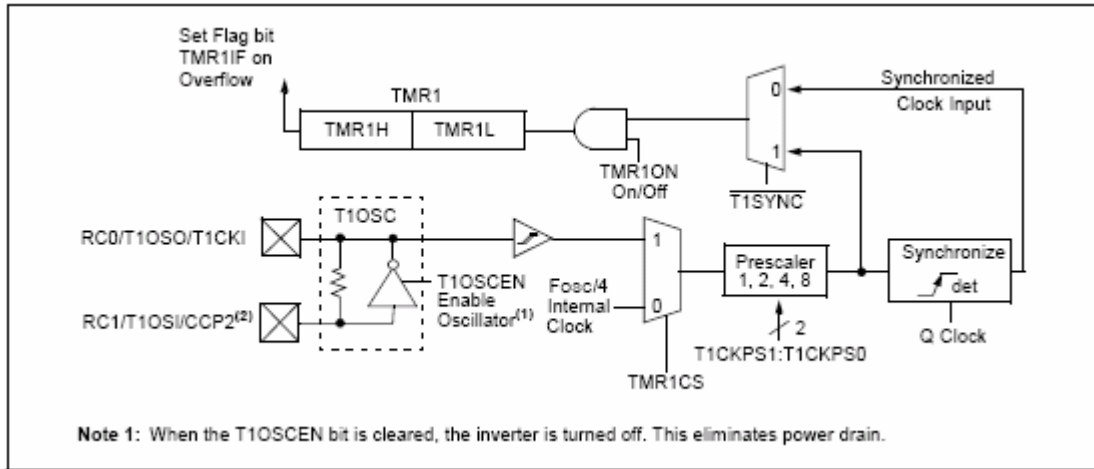 Set Flag bit
TMR1IF on
Overflow
TMR1
TMR1H
TMR1L
TMR1ON
On/Off
0
1
T1SYNC
Synchronized
Clock Input
RC0/T1OSO/T1CKI
T1OSC
RC1/T1OSI/CCP2(2)
T1OSCEN
Enable
Oscillator(1)
Fosc/4
Internal
Clock
1
0
TMR1CS
Prescaler
1, 2, 4, 8
2
T1CKPS1:T1CKPS0
Synchronize
det
Q Clock
Note 1: When the T1OSCEN bit is cleared, the inverter is turned off. This eliminates power drain.